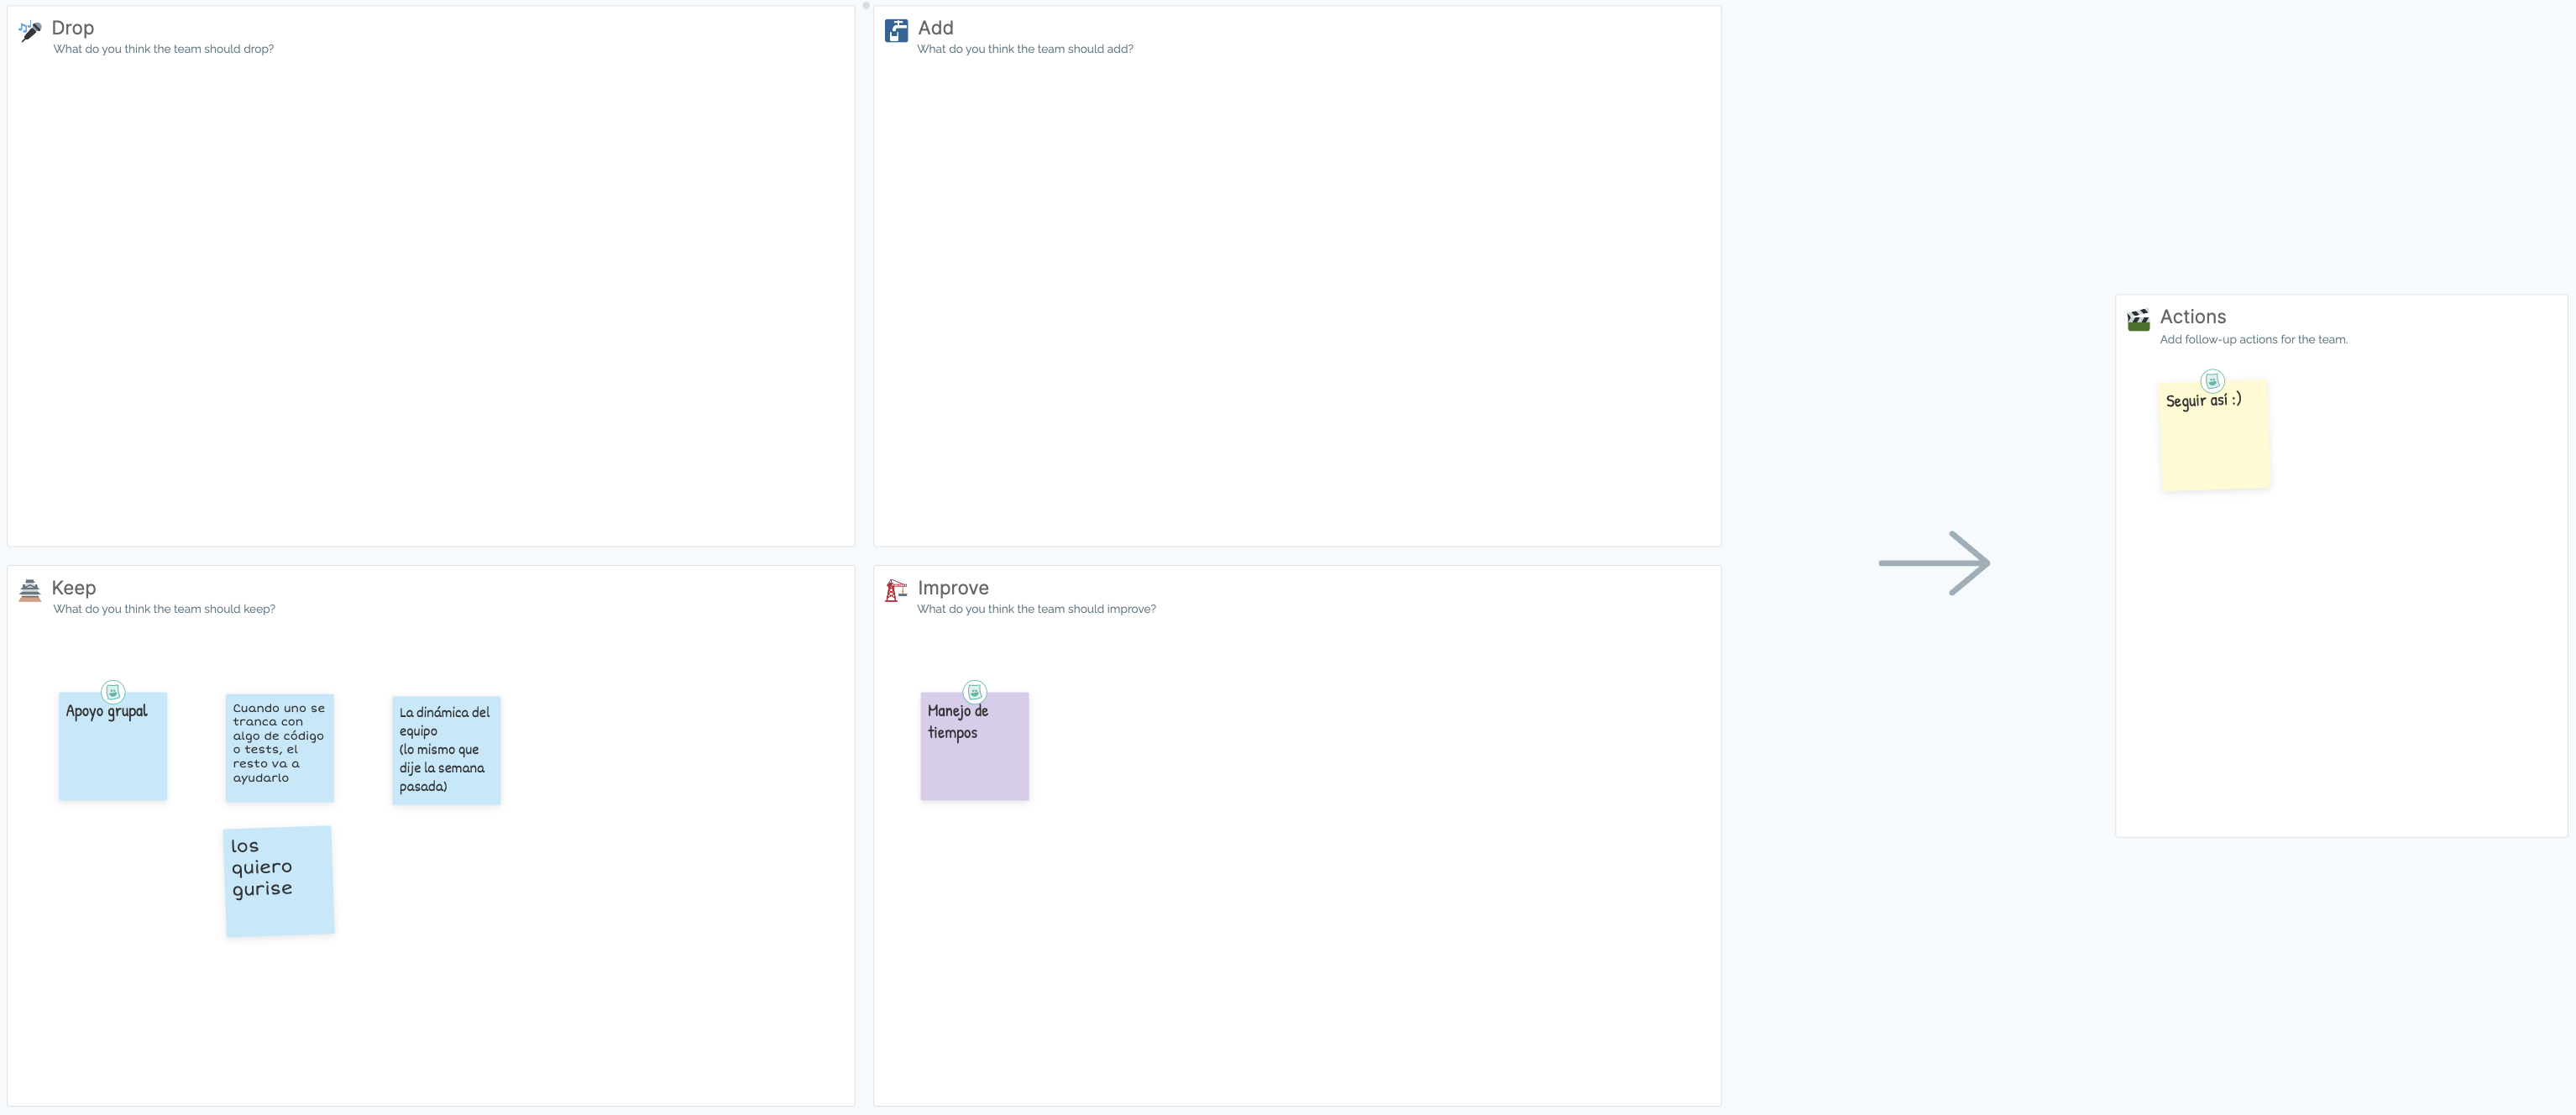 Drop
What do you think the team should drop?
Add
What do you think the team should add?
Keep
What do you think the team should keep?
Apoyo grupal
Cuando uno se
tranca con
algo de código
o tests, el
resto va a
ayudarlo
La dinámica del
equipo
(lo mismo que
dije la semana
pasada)
los
quiero
gurise
Improve
What do you think the team should improve?
Manejo de
tiempos
Actions
Add follow-up actions for the team.
Seguir así :)